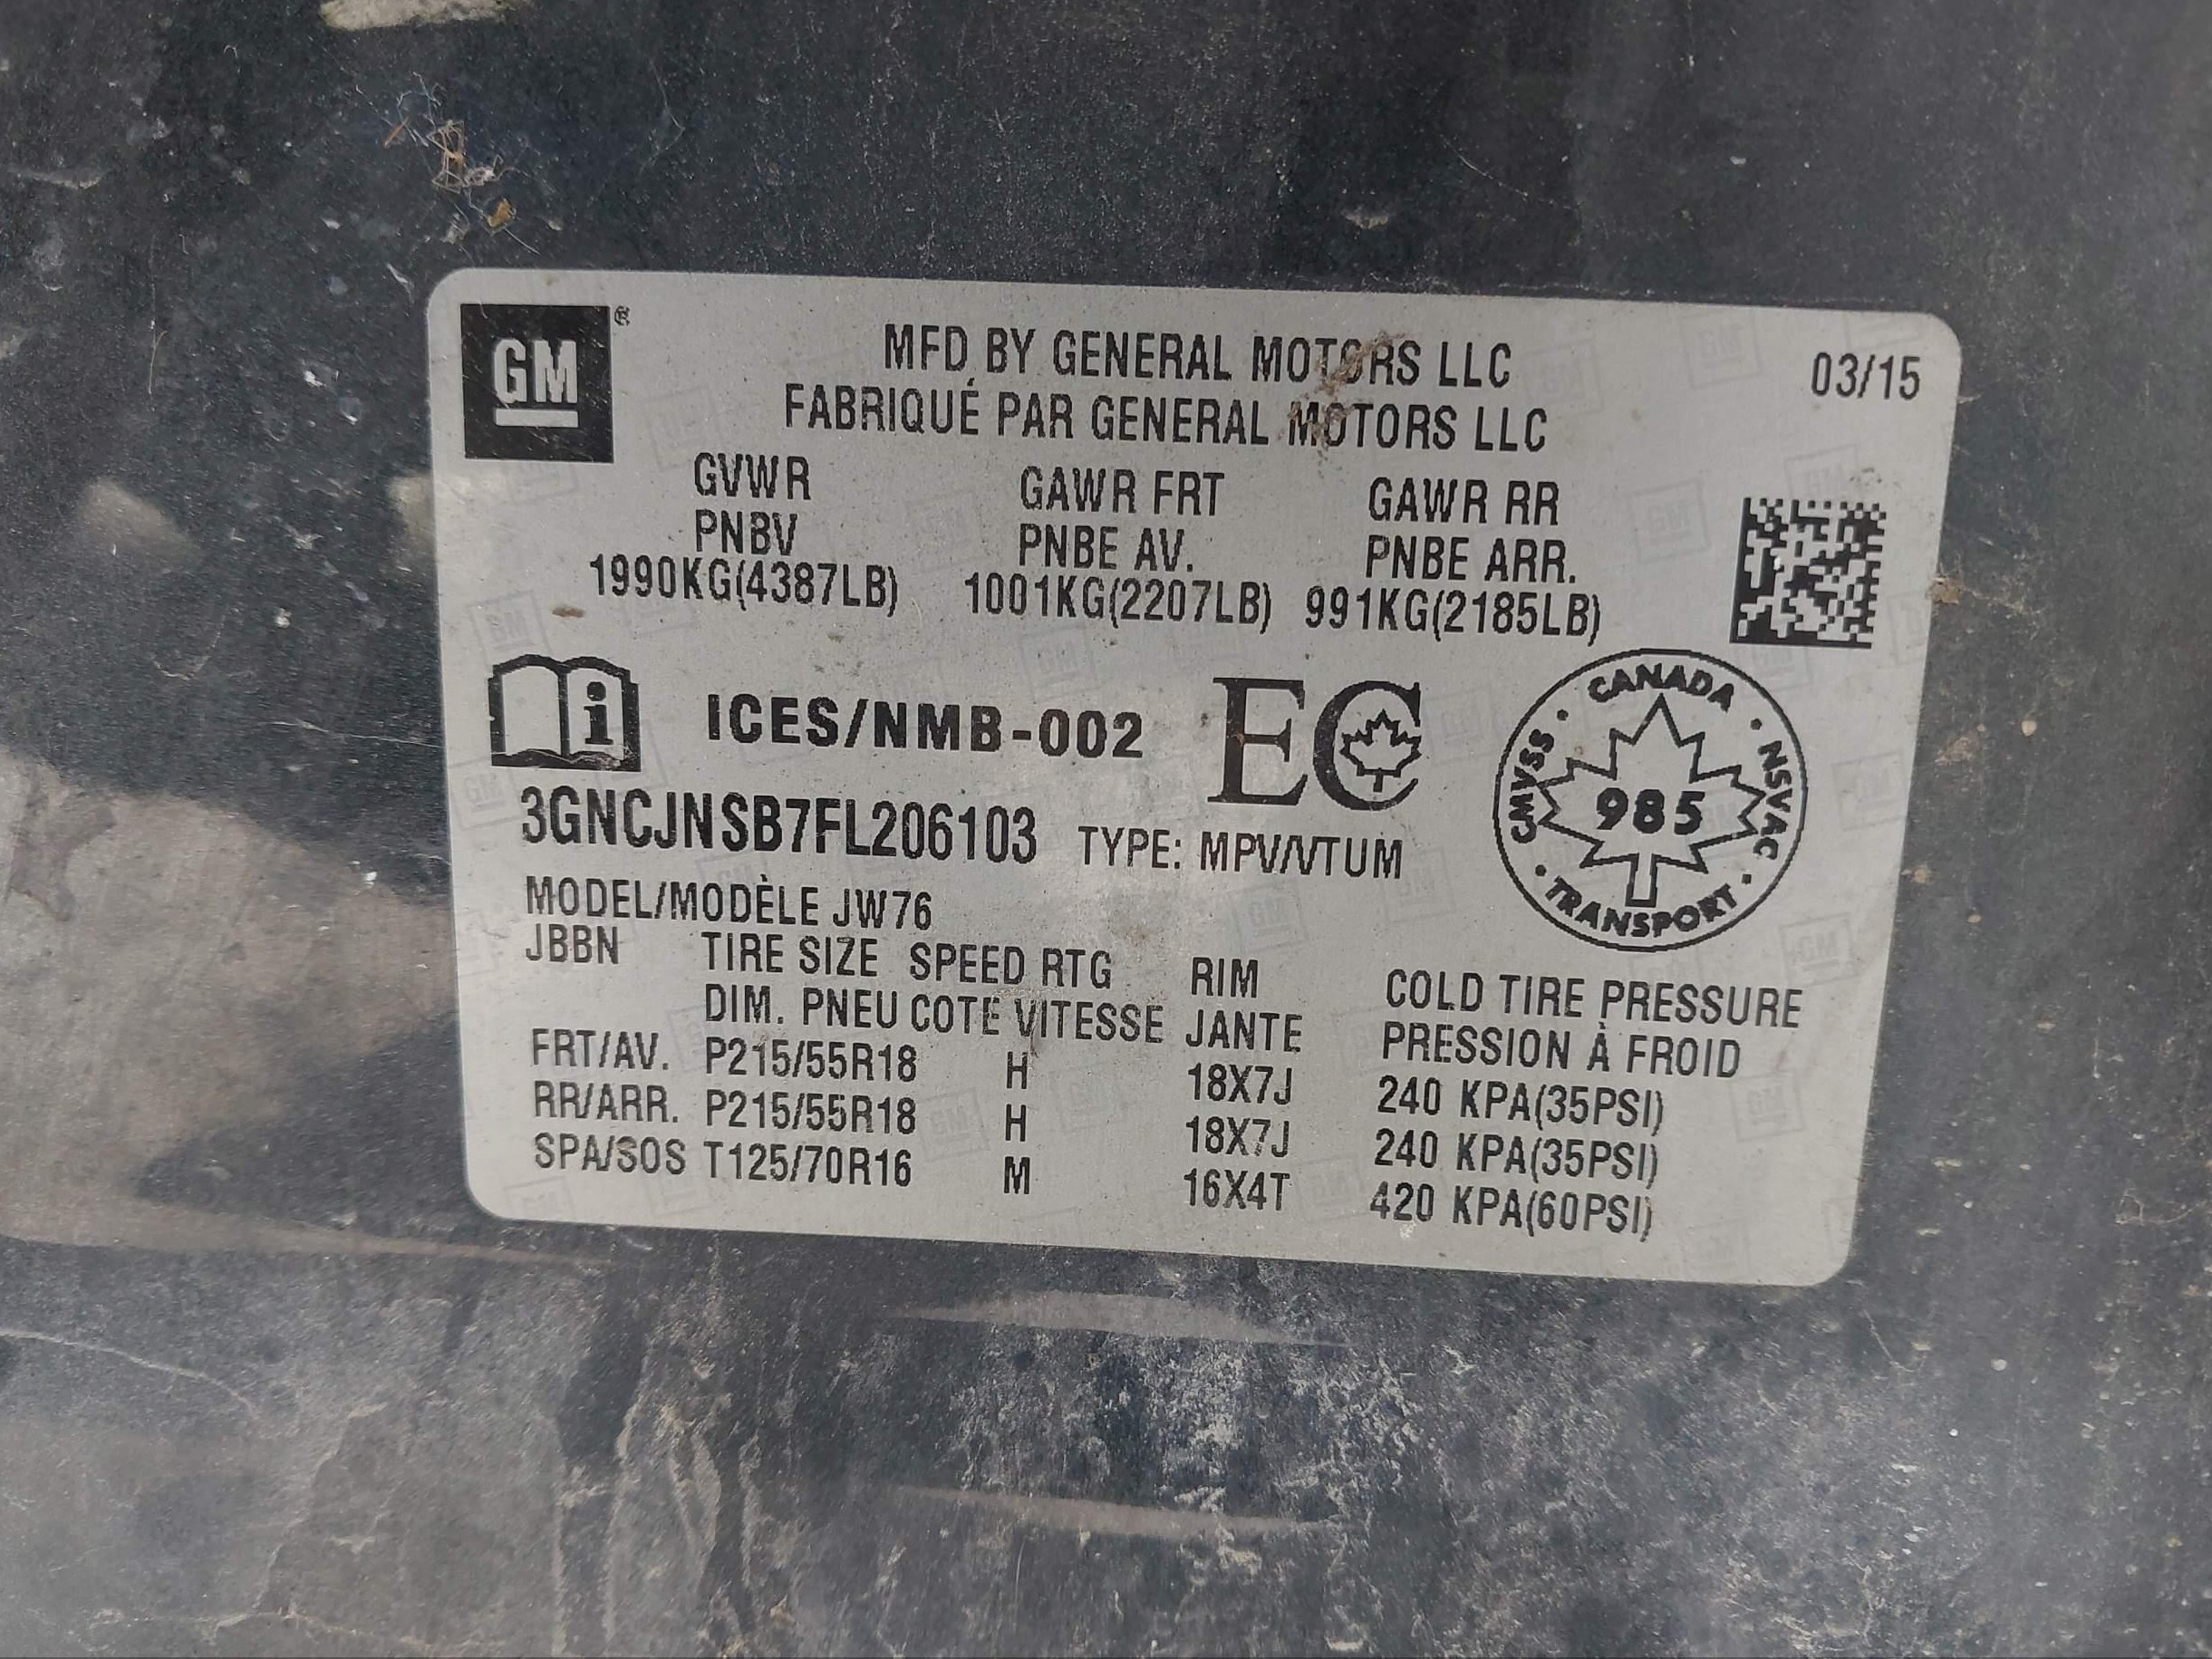 GM ®
MFD BY GENERAL MOTORS LLC
03/15
FABRIQUÉ PAR GENERAL MOTORS LLC
GVWR GAWR FRT GAWR RR
PNBV PNBE AV. PNBE ARR.
1990KG(4387LB) 1001KG(2207LB) 991KG(2185LB)
i ICES/NMB-002 EC
CANADA
CMVSS · NSVAC
985
TRANSPORT
3GNCJNSB7FL206103 TYPE: MPV/VTUM
MODEL/MODÈLE JW76
JBBN TIRE SIZE SPEED RTG RIM COLD TIRE PRESSURE
DIM. PNEU COTE VITESSE JANTE PRESSION À FROID
FRT/AV. P215/55R18 H 18X7J 240 KPA(35PSI)
RR/ARR. P215/55R18 H 18X7J 240 KPA(35PSI)
SPA/SOS T125/70R16 M 16X4T 420 KPA(60PSI)